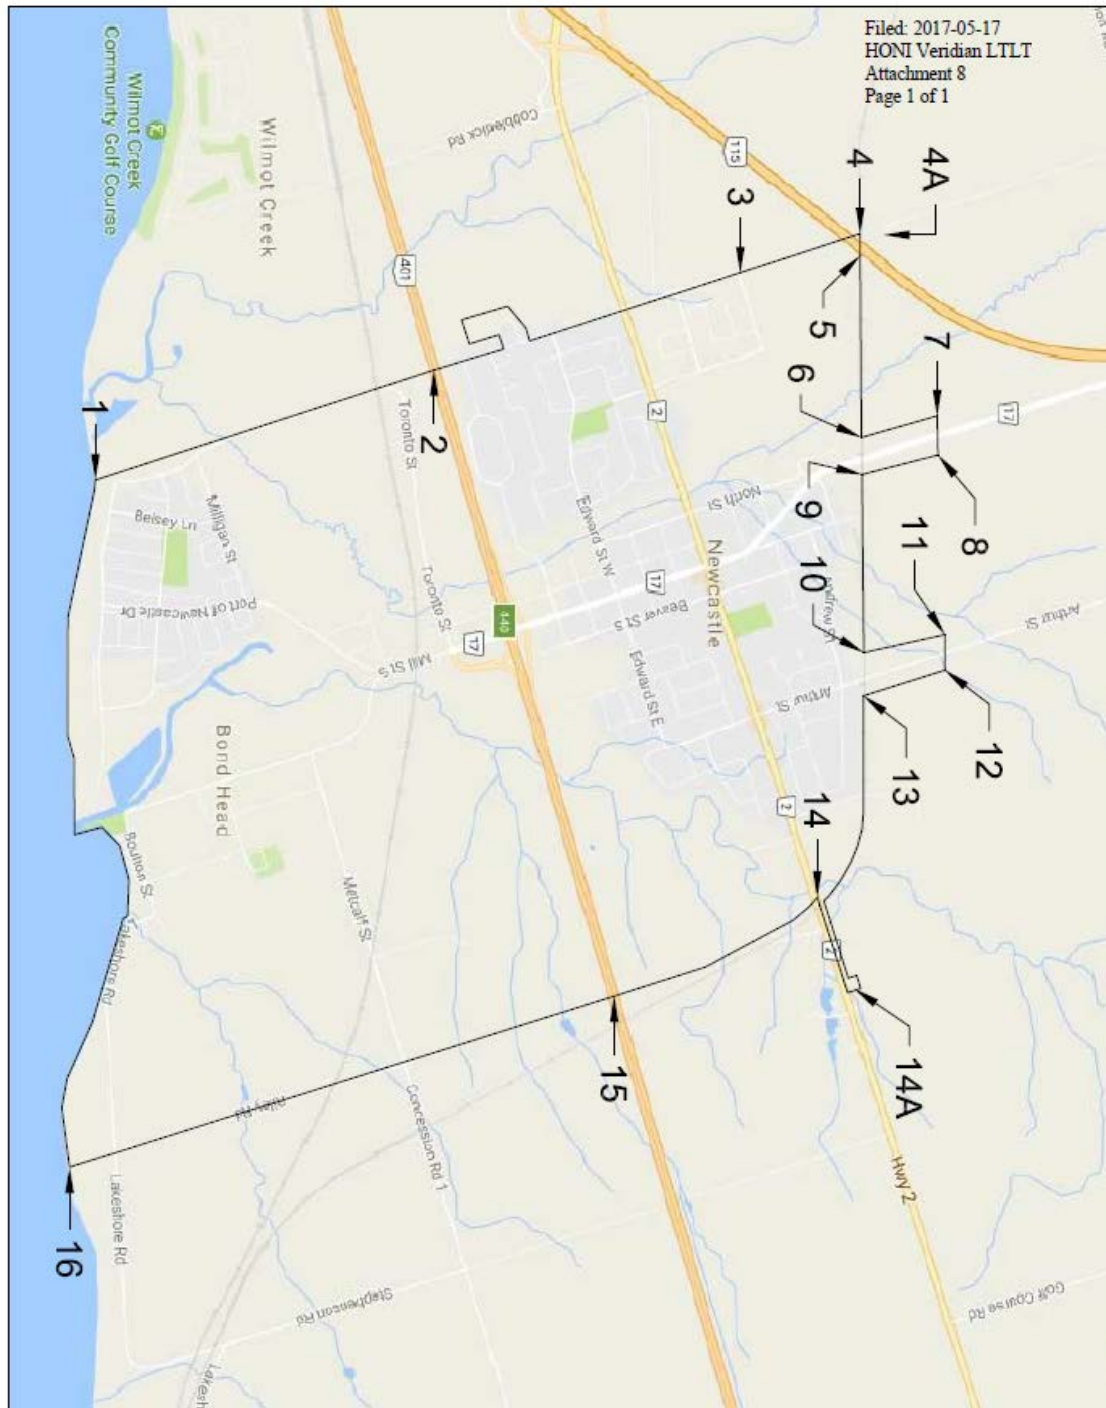 Filed: 2017-05-17
HONI Veridian LTLT
Attachment 8
Page 1 of 1
4A
4
3
5
6
7
8
9
10
11
12
13
14
14A
15
16
1
2
Wilmot Creek
Community Golf Course
Wilmot Creek
Cobbledick Rd
115
401
2
17
North St
Newcastle
Edward St W
17
Beaver St S
Edward St E
Andrew St
Arthur St
Arthur St
2
2
Hwy 2
Golf Course Rd
Toronto St
Toronto St
440
17
Mill St S
Milligan St
Belsey Ln
Port of Newcastle Dr
Bond Head
Boulton St
Lakeshore Rd
Metcalf St
Riley Rd
Concession Rd 1
Lakeshore Rd
Stephenson Rd